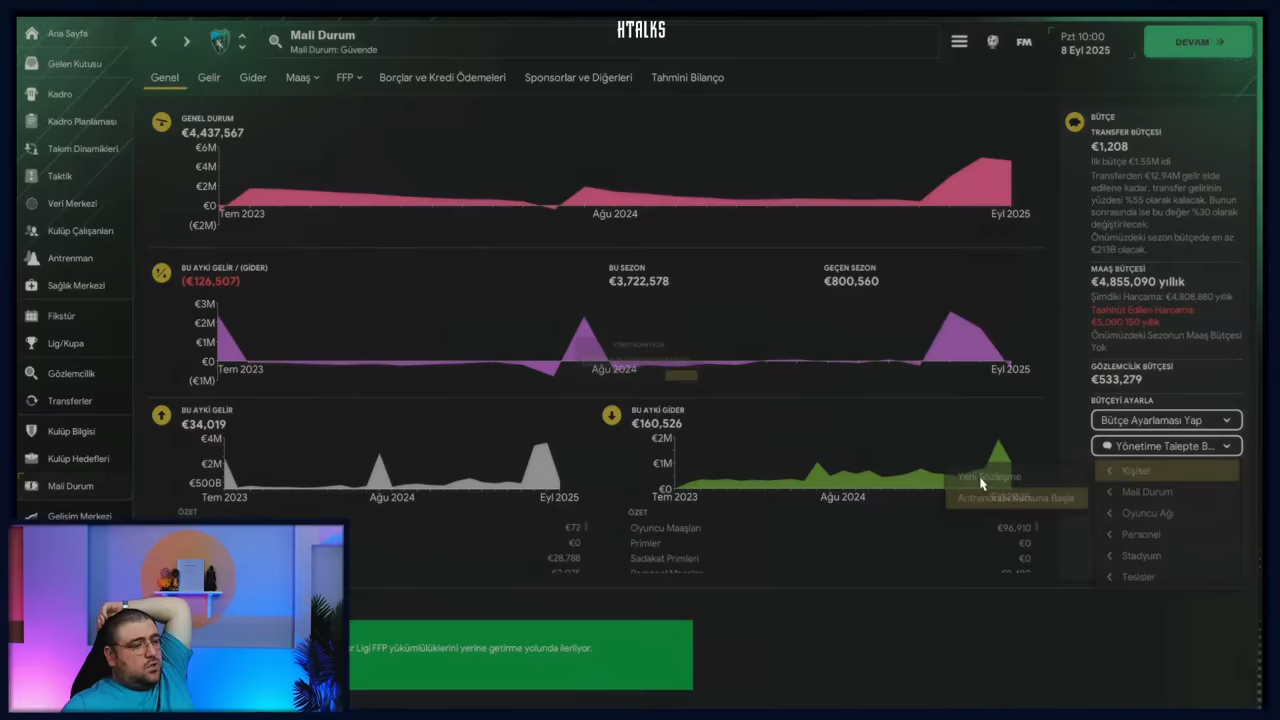 HTALKS
Ana Sayfa
Gelen Kutusu
Kadro
Kadro Planlaması
Takım Dinamikleri
Taktik
Veri Merkezi
Kulüp Çalışanları
Antrenman
Sağlık Merkezi
Fikstür
Lig/Kupa
Gözlemcilik
Transferler
Kulüp Bilgisi
Kulüp Hedefleri
Mali Durum
Gelişim Merkezi
Mali Durum
Mali Durum: Güvende
FM
Pzt 10:00
8 Eyl 2025
DEVAM
Genel
Gelir
Gider
Maaş
FFP
Borçlar ve Kredi Ödemeleri
Sponsorlar ve Diğerleri
Tahmini Bilanço
GENEL DURUM
€4,437,567
€6M
€4M
€2M
€0
(€2M)
Tem 2023
Ağu 2024
Eyl 2025
BU AYKİ GELİR / (GİDER)
(€126,507)
BU SEZON
€3,722,578
GEÇEN SEZON
€800,560
€3M
€2M
€1M
€0
(€1M)
Tem 2023
Ağu 2024
Eyl 2025
BU AYKİ GELİR
€34,019
€4M
€2M
€500B
Tem 2023
Ağu 2024
Eyl 2025
ÖZET
€72
€0
€28,788
BU AYKİ GİDER
€160,526
€2M
€1M
€0
Tem 2023
Ağu 2024
ÖZET
Oyuncu Maaşları
€96,910
Primler
€0
Sadakat Primleri
€0
BÜTÇE
TRANSFER BÜTÇESİ
€1,208
İlk bütçe €1.55M idi
Transferden €12.94M gelir elde
edilene kadar, transfer gelirinin
yüzdesi %55 olarak kalacak. Bunun
sonrasında ise bu değer %30 olarak
değiştirilecek.
Önümüzdeki sezon bütçede en az
€213B olacak.
MAAŞ BÜTÇESİ
€4,855,090 yıllık
Şimdiki Harcama: €4,808,880 yıllık
Taahhüt Edilen Harcama:
€5,000,150 yıllık
Önümüzdeki Sezonun Maaş Bütçesi
Yok
GÖZLEMCİLİK BÜTÇESİ
€533,279
BÜTÇEYİ AYARLA
Bütçe Ayarlaması Yap
Yönetime Talepte B...
Kişisel
Mali Durum
Oyuncu Ağı
Personel
Stadyum
Tesisler
Yeni Sözleşme
Antrenörlük Kursuna Başla
Ligi FFP yükümlülüklerini yerine getirme yolunda ilerliyor.